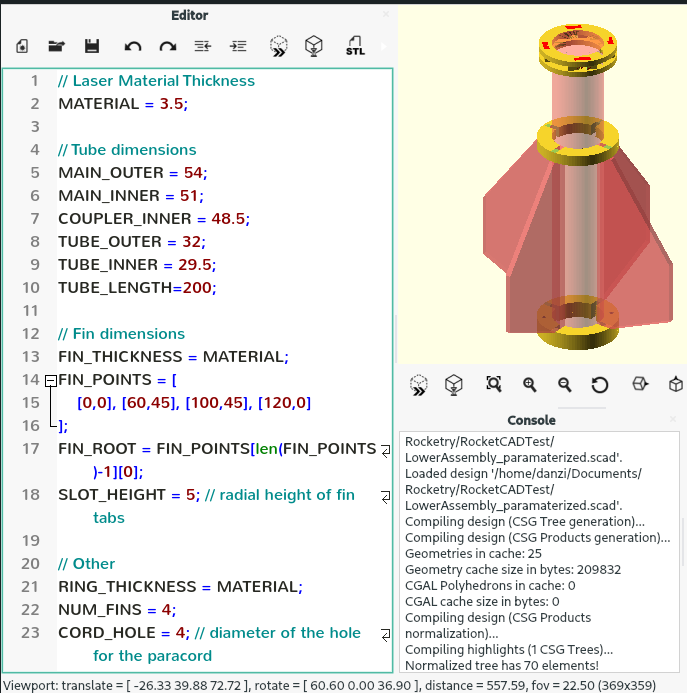 Editor
STL
1 // Laser Material Thickness
2 MATERIAL = 3.5;
3
4 // Tube dimensions
5 MAIN_OUTER = 54;
6 MAIN_INNER = 51;
7 COUPLER_INNER = 48.5;
8 TUBE_OUTER = 32;
9 TUBE_INNER = 29.5;
10 TUBE_LENGTH=200;
11
12 // Fin dimensions
13 FIN_THICKNESS = MATERIAL;
14 FIN_POINTS = [
15 [0,0], [60,45], [100,45], [120,0]
16 ];
17 FIN_ROOT = FIN_POINTS[len(FIN_POINTS
)-1][0];
18 SLOT_HEIGHT = 5; // radial height of fin
tabs
19
20 // Other
21 RING_THICKNESS = MATERIAL;
22 NUM_FINS = 4;
23 CORD_HOLE = 4; // diameter of the hole
for the paracord
Console
Rocketry/RocketCADTest/
LowerAssembly_paramaterized.scad'.
Loaded design '/home/danzi/Documents/
Rocketry/RocketCADTest/
LowerAssembly_paramaterized.scad'.
Compiling design (CSG Tree generation)...
Compiling design (CSG Products generation)...
Geometries in cache: 25
Geometry cache size in bytes: 209832
CGAL Polyhedrons in cache: 0
CGAL cache size in bytes: 0
Compiling design (CSG Products
normalization)...
Compiling highlights (1 CSG Trees)...
Normalized tree has 70 elements!
Viewport: translate = [ -26.33 39.88 72.72 ], rotate = [ 60.60 0.00 36.90 ], distance = 557.59, fov = 22.50 (369x359)